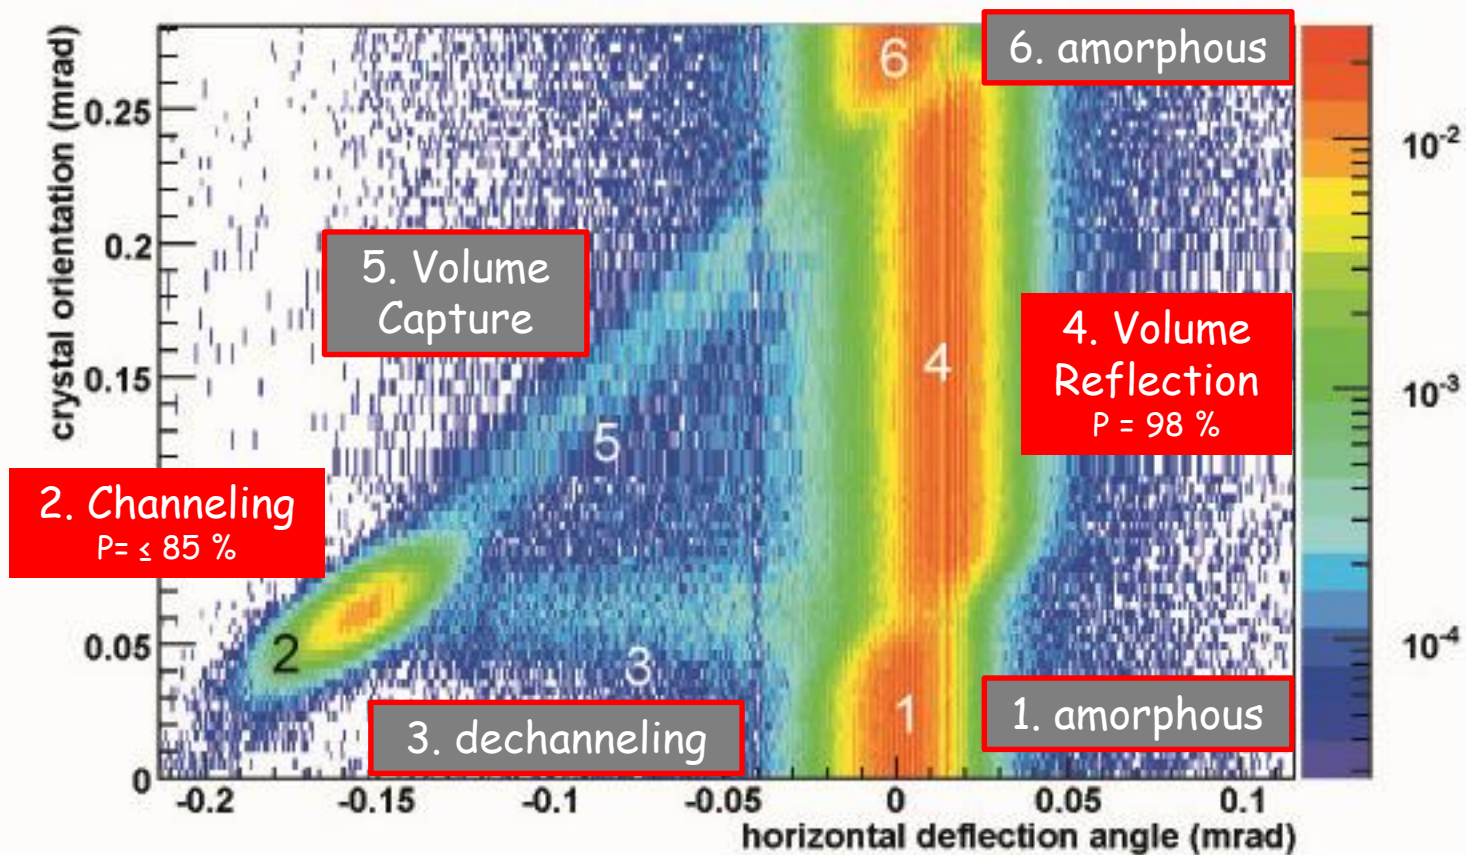 crystal orientation (mrad)
0.25
0.2
0.15
0.05
0
6
6. amorphous
5. Volume
Capture
4
4. Volume
Reflection
P = 98 %
5
2. Channeling
P= ≤ 85 %
2
3
3. dechanneling
1
1. amorphous
-0.2
-0.15
-0.1
-0.05
0
0.05
0.1
horizontal deflection angle (mrad)
10-2
10-3
10-4